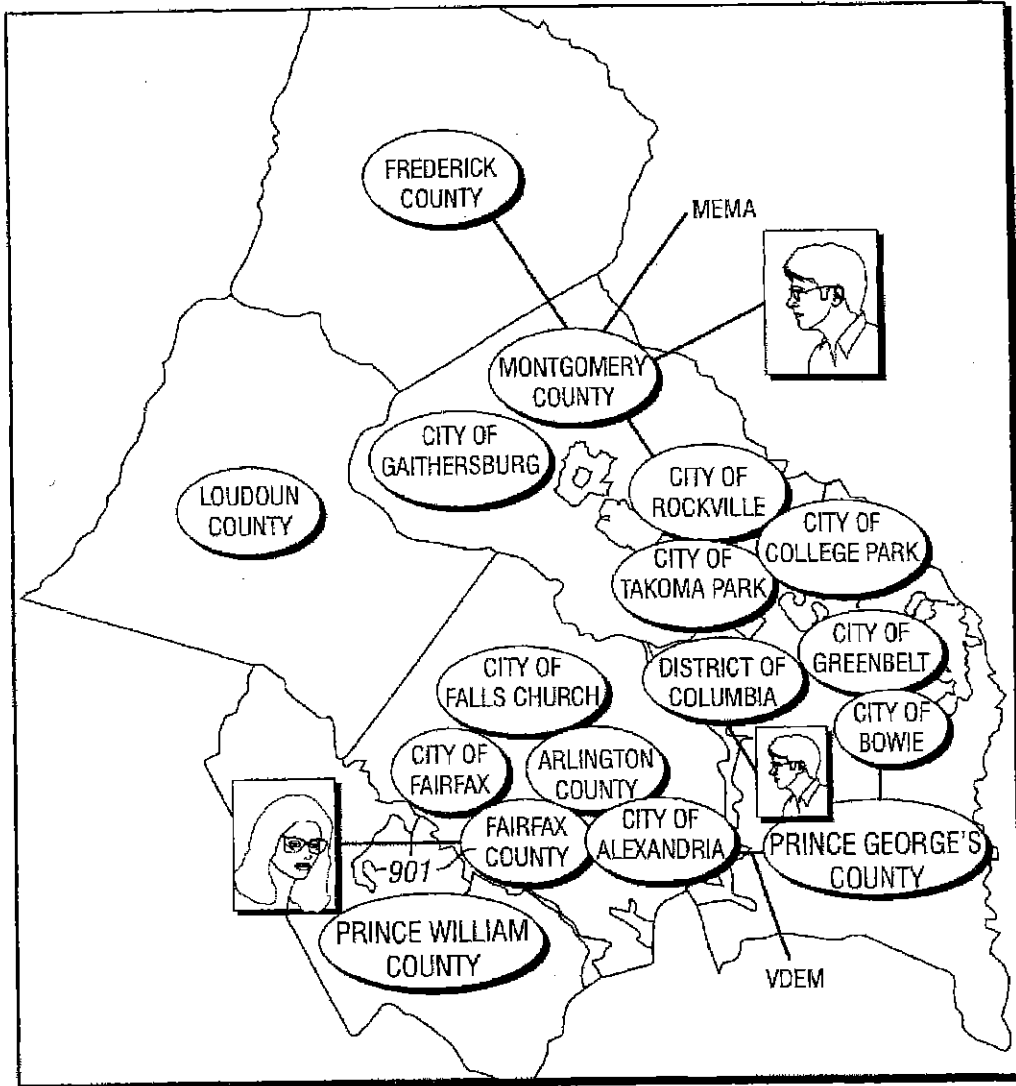 FREDERICK
COUNTY
MEMA
MONTGOMERY
COUNTY
CITY OF
GAITHERSBURG
CITY OF
ROCKVILLE
LOUDOUN
COUNTY
CITY OF
COLLEGE PARK
CITY OF
TAKOMA PARK
CITY OF
GREENBELT
CITY OF
FALLS CHURCH
DISTRICT OF
COLUMBIA
CITY OF
BOWIE
CITY OF
FAIRFAX
ARLINGTON
COUNTY
FAIRFAX
COUNTY
CITY OF
ALEXANDRIA
PRINCE GEORGE'S
COUNTY
901
PRINCE WILLIAM
COUNTY
VDEM